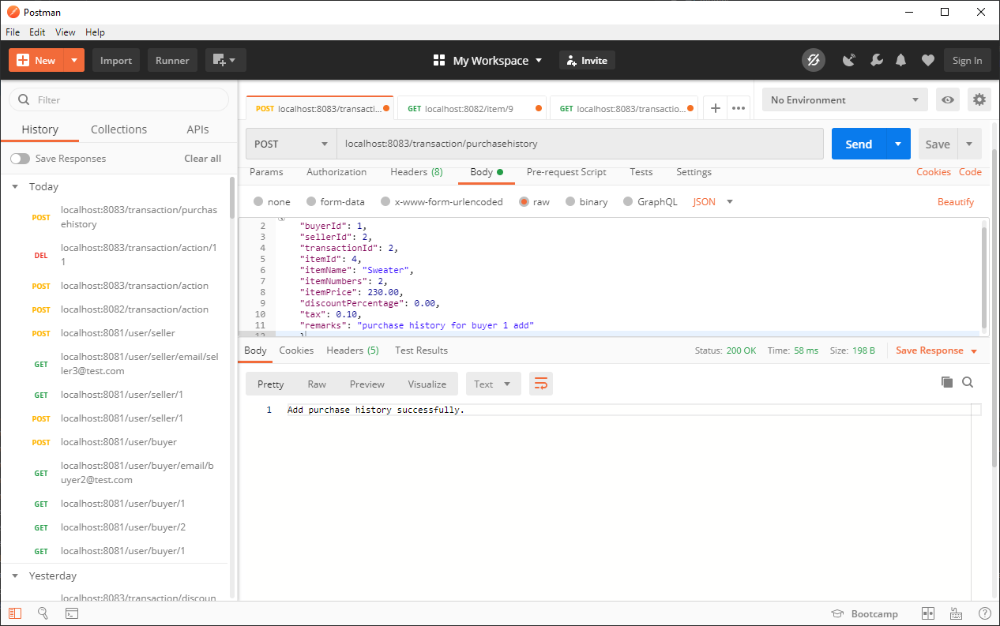 Postman
File Edit View Help
New Import Runner My Workspace Invite Sign In
Filter
History Collections APIs
Save Responses Clear all
Today
POST localhost:8083/transaction/purchas
ehistory
DEL localhost:8083/transaction/action/1
1
POST localhost:8083/transaction/action
POST localhost:8082/transaction/action
POST localhost:8081/user/seller
GET localhost:8081/user/seller/email/sel
ler3@test.com
GET localhost:8081/user/seller/1
POST localhost:8081/user/seller/1
POST localhost:8081/user/buyer
GET localhost:8081/user/buyer/email/b
uyer2@test.com
GET localhost:8081/user/buyer/1
GET localhost:8081/user/buyer/2
GET localhost:8081/user/buyer/1
Yesterday
localhost:8083/transaction/discoun
POST localhost:8083/transacti... GET localhost:8082/item/9 GET localhost:8083/transactio... + ••• No Environment
POST localhost:8083/transaction/purchasehistory Send Save
Params Authorization Headers (8) Body Pre-request Script Tests Settings Cookies Code
none form-data x-www-form-urlencoded raw binary GraphQL JSON Beautify
2 "buyerId": 1,
3 "sellerId": 2,
4 "transactionId": 2,
5 "itemId": 4,
6 "itemName": "Sweater",
7 "itemNumbers": 2,
8 "itemPrice": 230.00,
9 "discountPercentage": 0.00,
10 "tax": 0.10,
11 "remarks": "purchase history for buyer 1 add"
12 }
Body Cookies Headers (5) Test Results Status: 200 OK Time: 58 ms Size: 198 B Save Response
Pretty Raw Preview Visualize Text
1 Add purchase history successfully.
Bootcamp